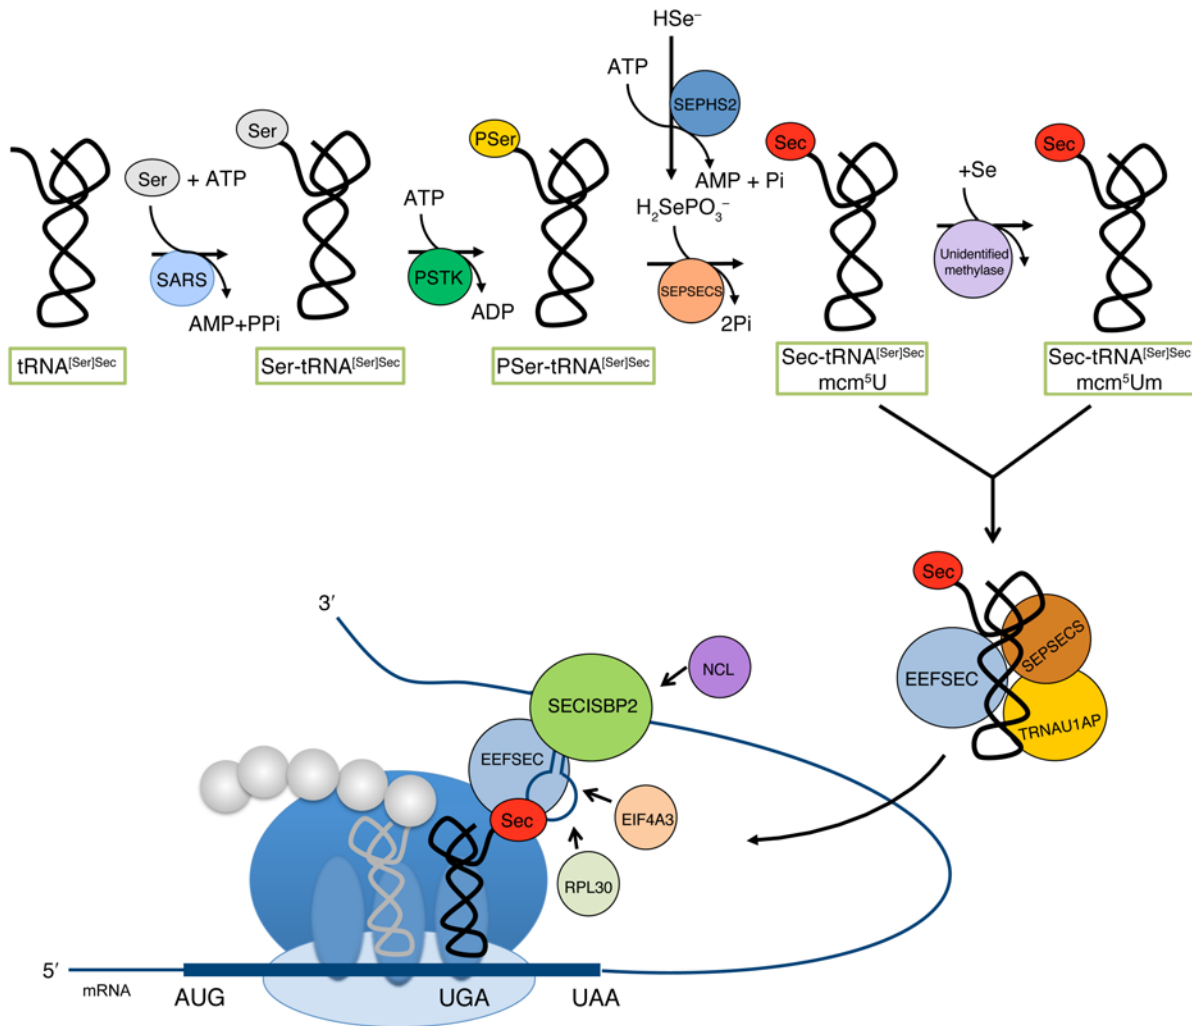 HSe⁻
ATP
SEPHS2
AMP + Pi
H₂SePO₃⁻
Ser
+ ATP
SARS
AMP+PPi
Ser
ATP
PSTK
ADP
PSer
SEPSECS
2Pi
Sec
+Se
Unidentified
methylase
Sec
tRNA[Ser]Sec
Ser-tRNA[Ser]Sec
PSer-tRNA[Ser]Sec
Sec-tRNA[Ser]Sec
mcm⁵U
Sec-tRNA[Ser]Sec
mcm⁵Um
Sec
EEFSEC
SEPSECS
TRNAU1AP
3′
NCL
SECISBP2
EEFSEC
Sec
EIF4A3
RPL30
5′
mRNA
AUG
UGA
UAA